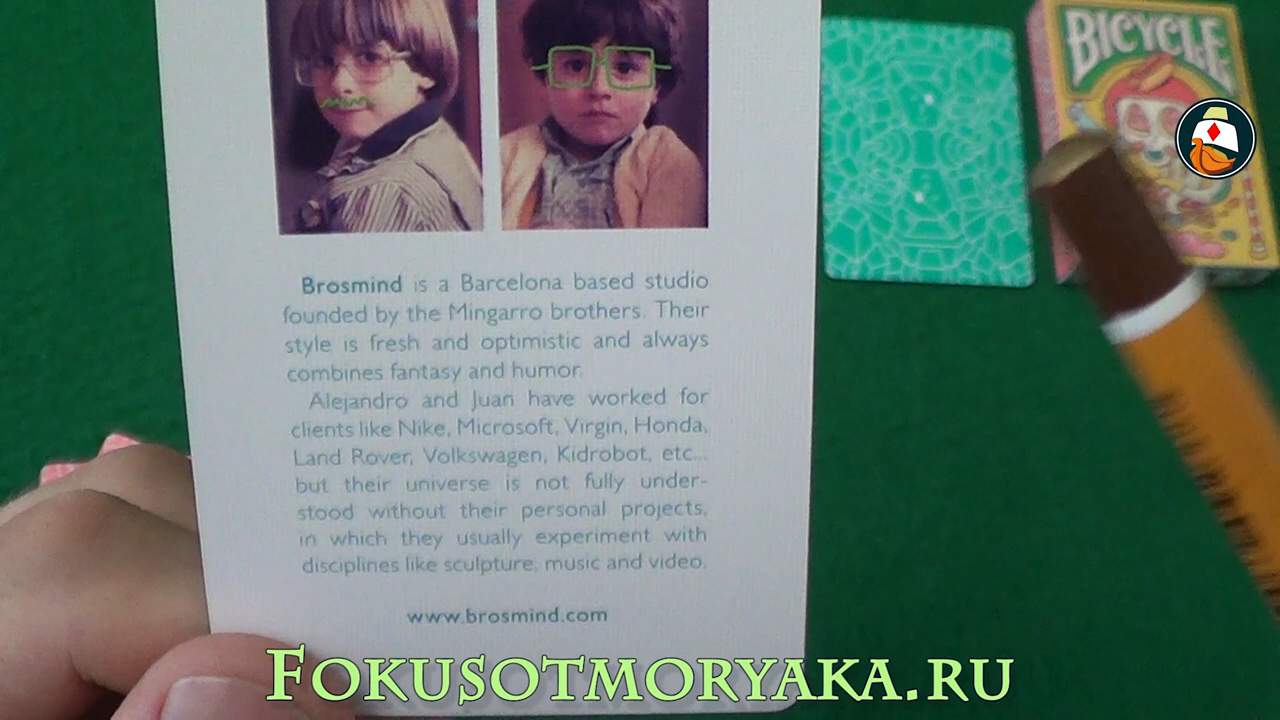 BICYCLE
Brosmind is a Barcelona based studio
founded by the Mingarro brothers. Their
style is fresh and optimistic and always
combines fantasy and humor.
Alejandro and Juan have worked for
clients like Nike, Microsoft, Virgin, Honda,
Land Rover, Volkswagen, Kidrobot, etc...
but their universe is not fully under-
stood without their personal projects,
in which they usually experiment with
disciplines like sculpture, music and video.
www.brosmind.com
FOKUSOTMORYAKA.RU